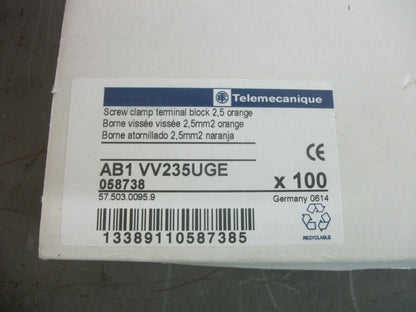 Telemecanique
Screw clamp terminal block 2,5 orange
Borne vissée vissée 2,5mm2 orange
Borne atornillado 2,5mm2 naranja
CE
AB1 VV235UGE
058738
x 100
57.503.0095.9
Germany 0614
13389110587385
RECYCLABLE